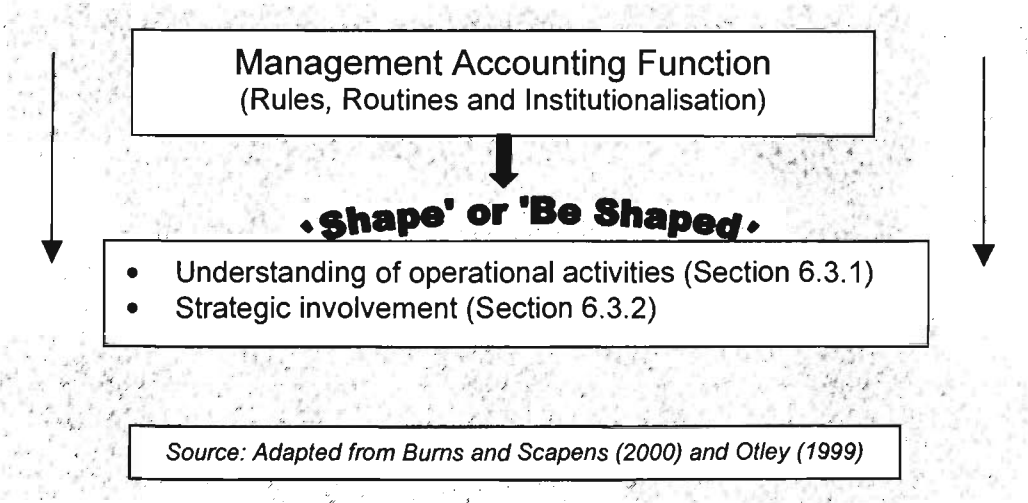 Management Accounting Function
(Rules, Routines and Institutionalisation)
'Shape' or 'Be Shaped'
• Understanding of operational activities (Section 6.3.1)
• Strategic involvement (Section 6.3.2)
Source: Adapted from Burns and Scapens (2000) and Otley (1999)